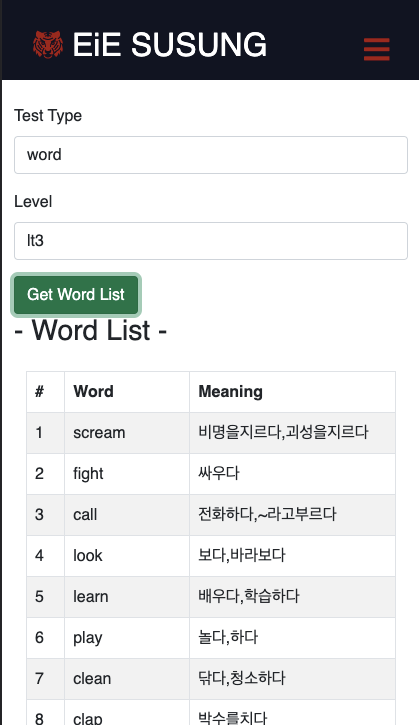 EiE SUSUNG
Test Type
word
Level
lt3
Get Word List
- Word List -
# Word Meaning
1 scream 비명을지르다,괴성을지르다
2 fight 싸우다
3 call 전화하다,~라고부르다
4 look 보다,바라보다
5 learn 배우다,학습하다
6 play 놀다,하다
7 clean 닦다,청소하다
8 clap 박수를치다